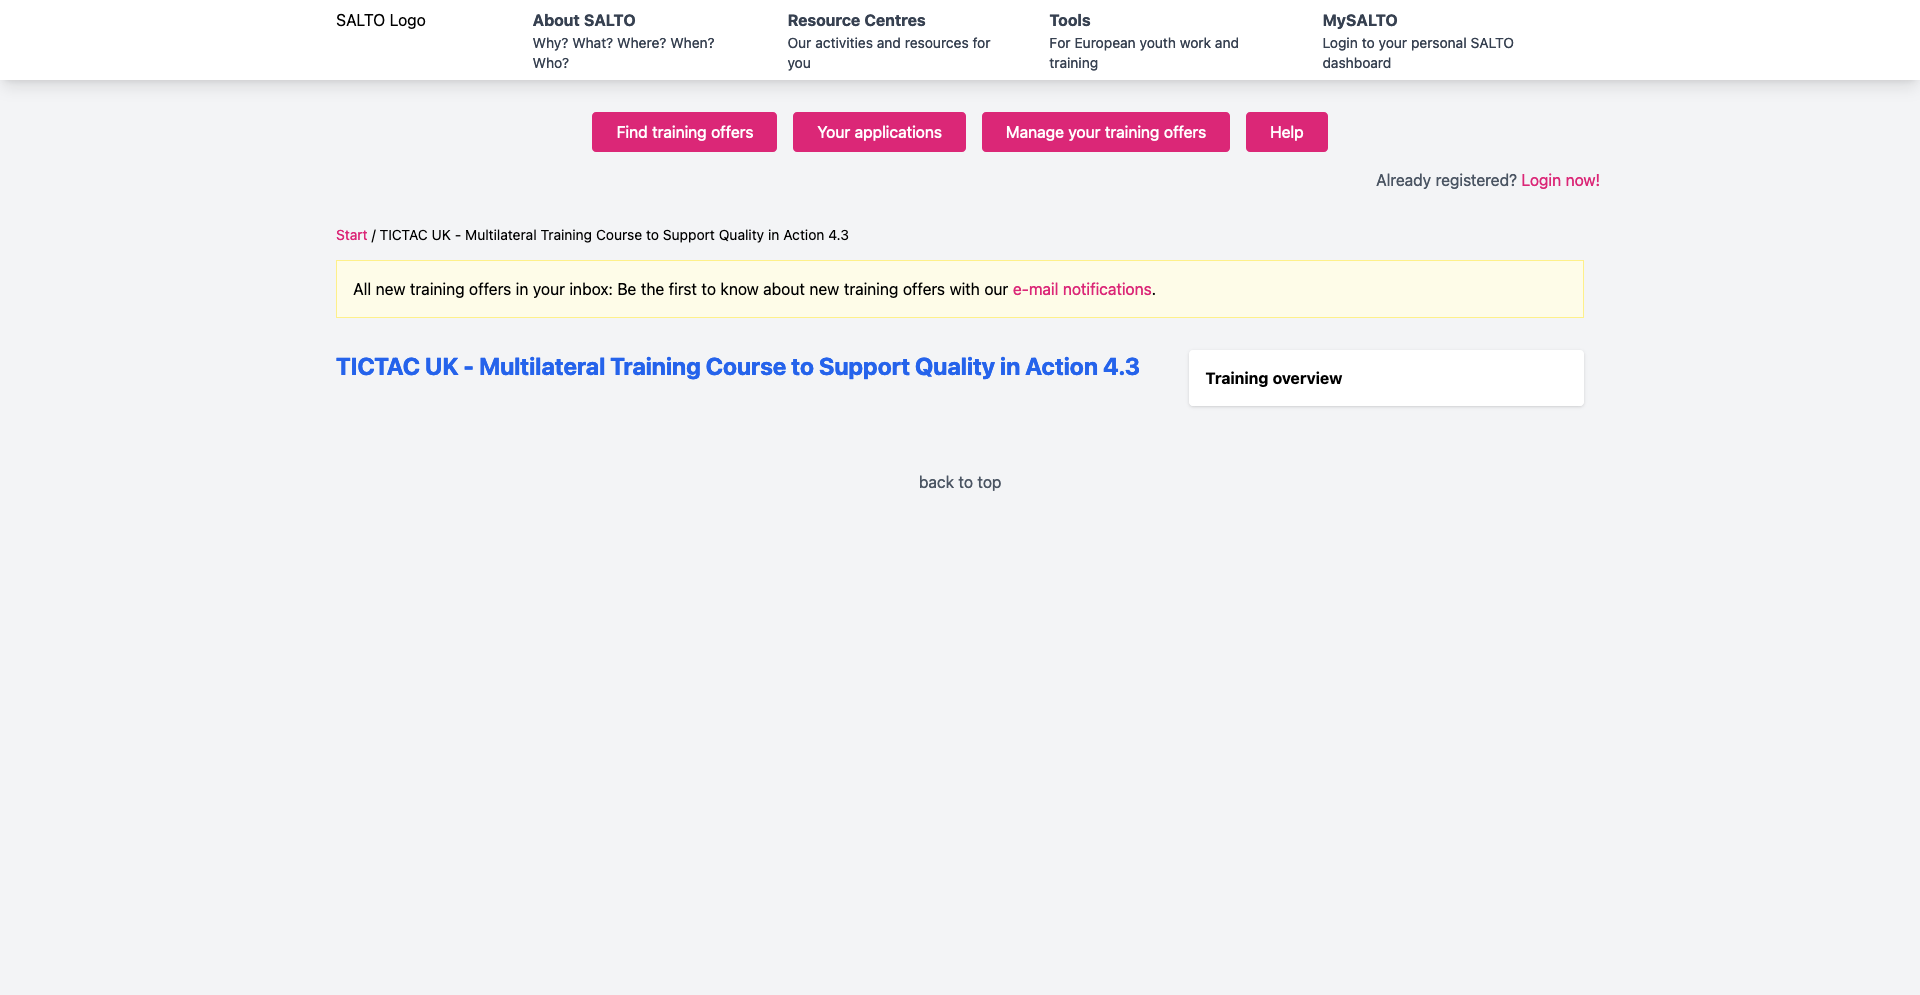 SALTO Logo
About SALTO
Why? What? Where? When?
Who?
Resource Centres
Our activities and resources for
you
Tools
For European youth work and
training
MySALTO
Login to your personal SALTO
dashboard
Find training offers
Your applications
Manage your training offers
Help
Already registered? Login now!
Start / TICTAC UK - Multilateral Training Course to Support Quality in Action 4.3
All new training offers in your inbox: Be the first to know about new training offers with our e-mail notifications.
TICTAC UK - Multilateral Training Course to Support Quality in Action 4.3
Training overview
back to top